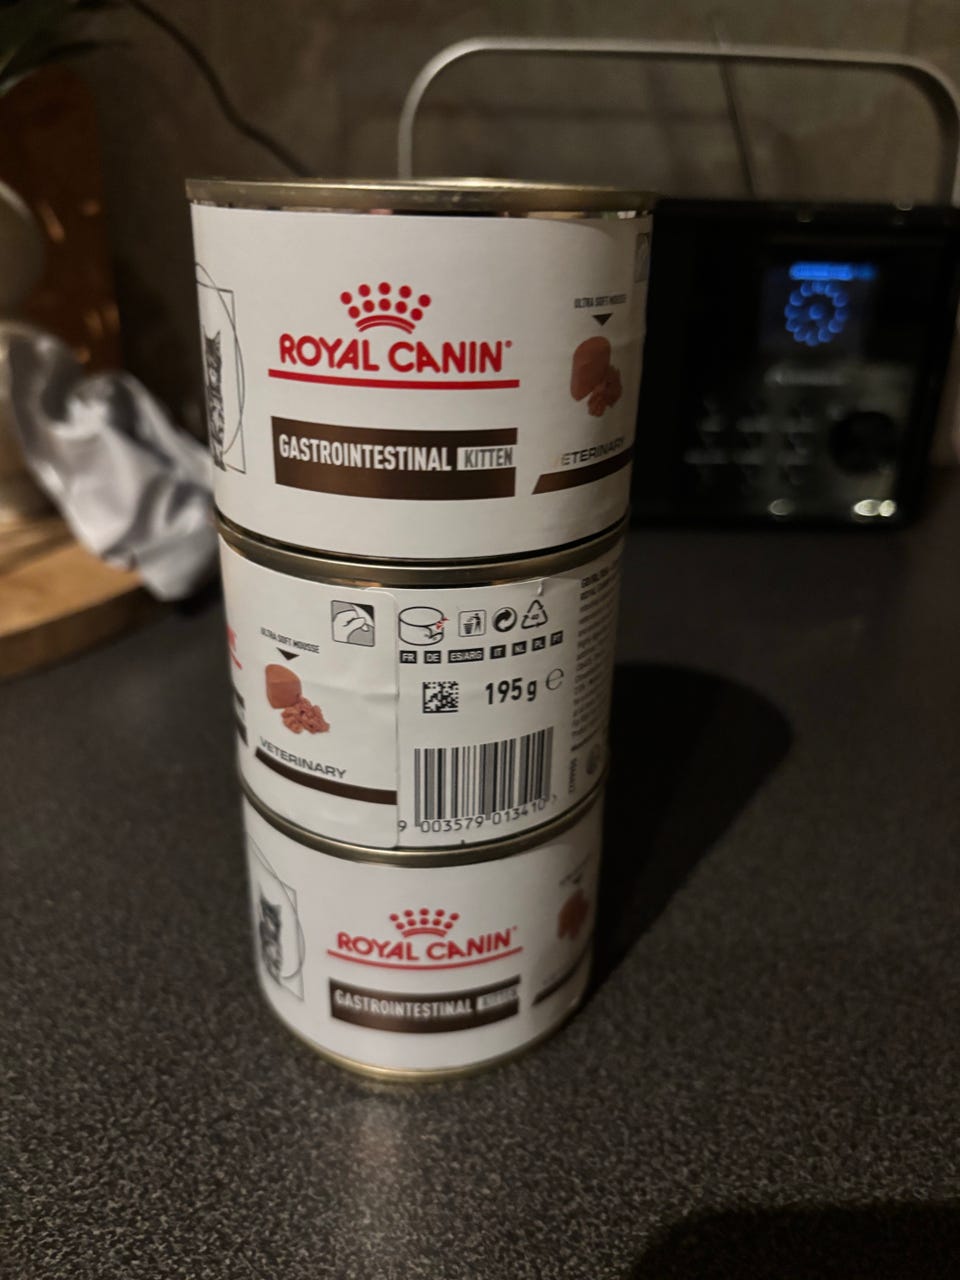 ROYAL CANIN®
ULTRA SOFT MOUSSE
GASTROINTESTINAL KITTEN
VETERINARY
ULTRA SOFT MOUSSE
VETERINARY
40
FR DE ES/ARG IT NL PL PT
195g ℮
9 003579 013410 >
ROYAL CANIN®
GASTROINTESTINAL